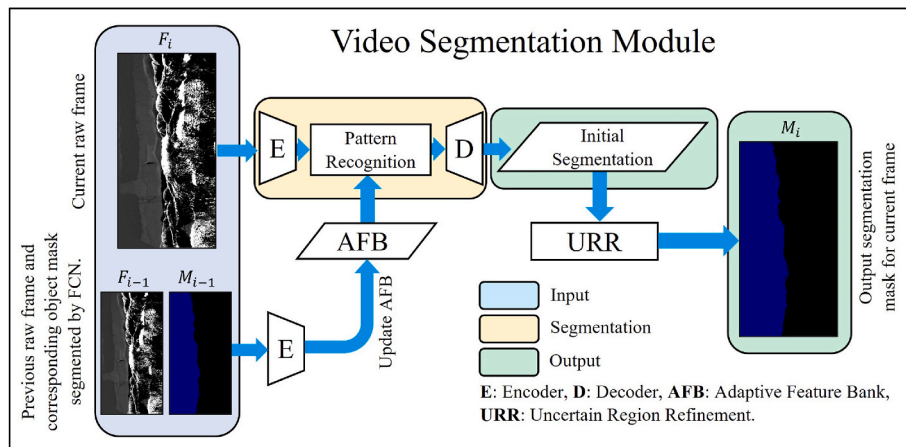 Video Segmentation Module
F_i
Current raw frame
Previous raw frame and
corresponding object mask
segmented by FCN.
F_{i-1}
M_{i-1}
E
Pattern
Recognition
D
Initial
Segmentation
AFB
Update AFB
E
URR
M_i
Output segmentation
mask for current frame
Input
Segmentation
Output
E: Encoder, D: Decoder, AFB: Adaptive Feature Bank,
URR: Uncertain Region Refinement.